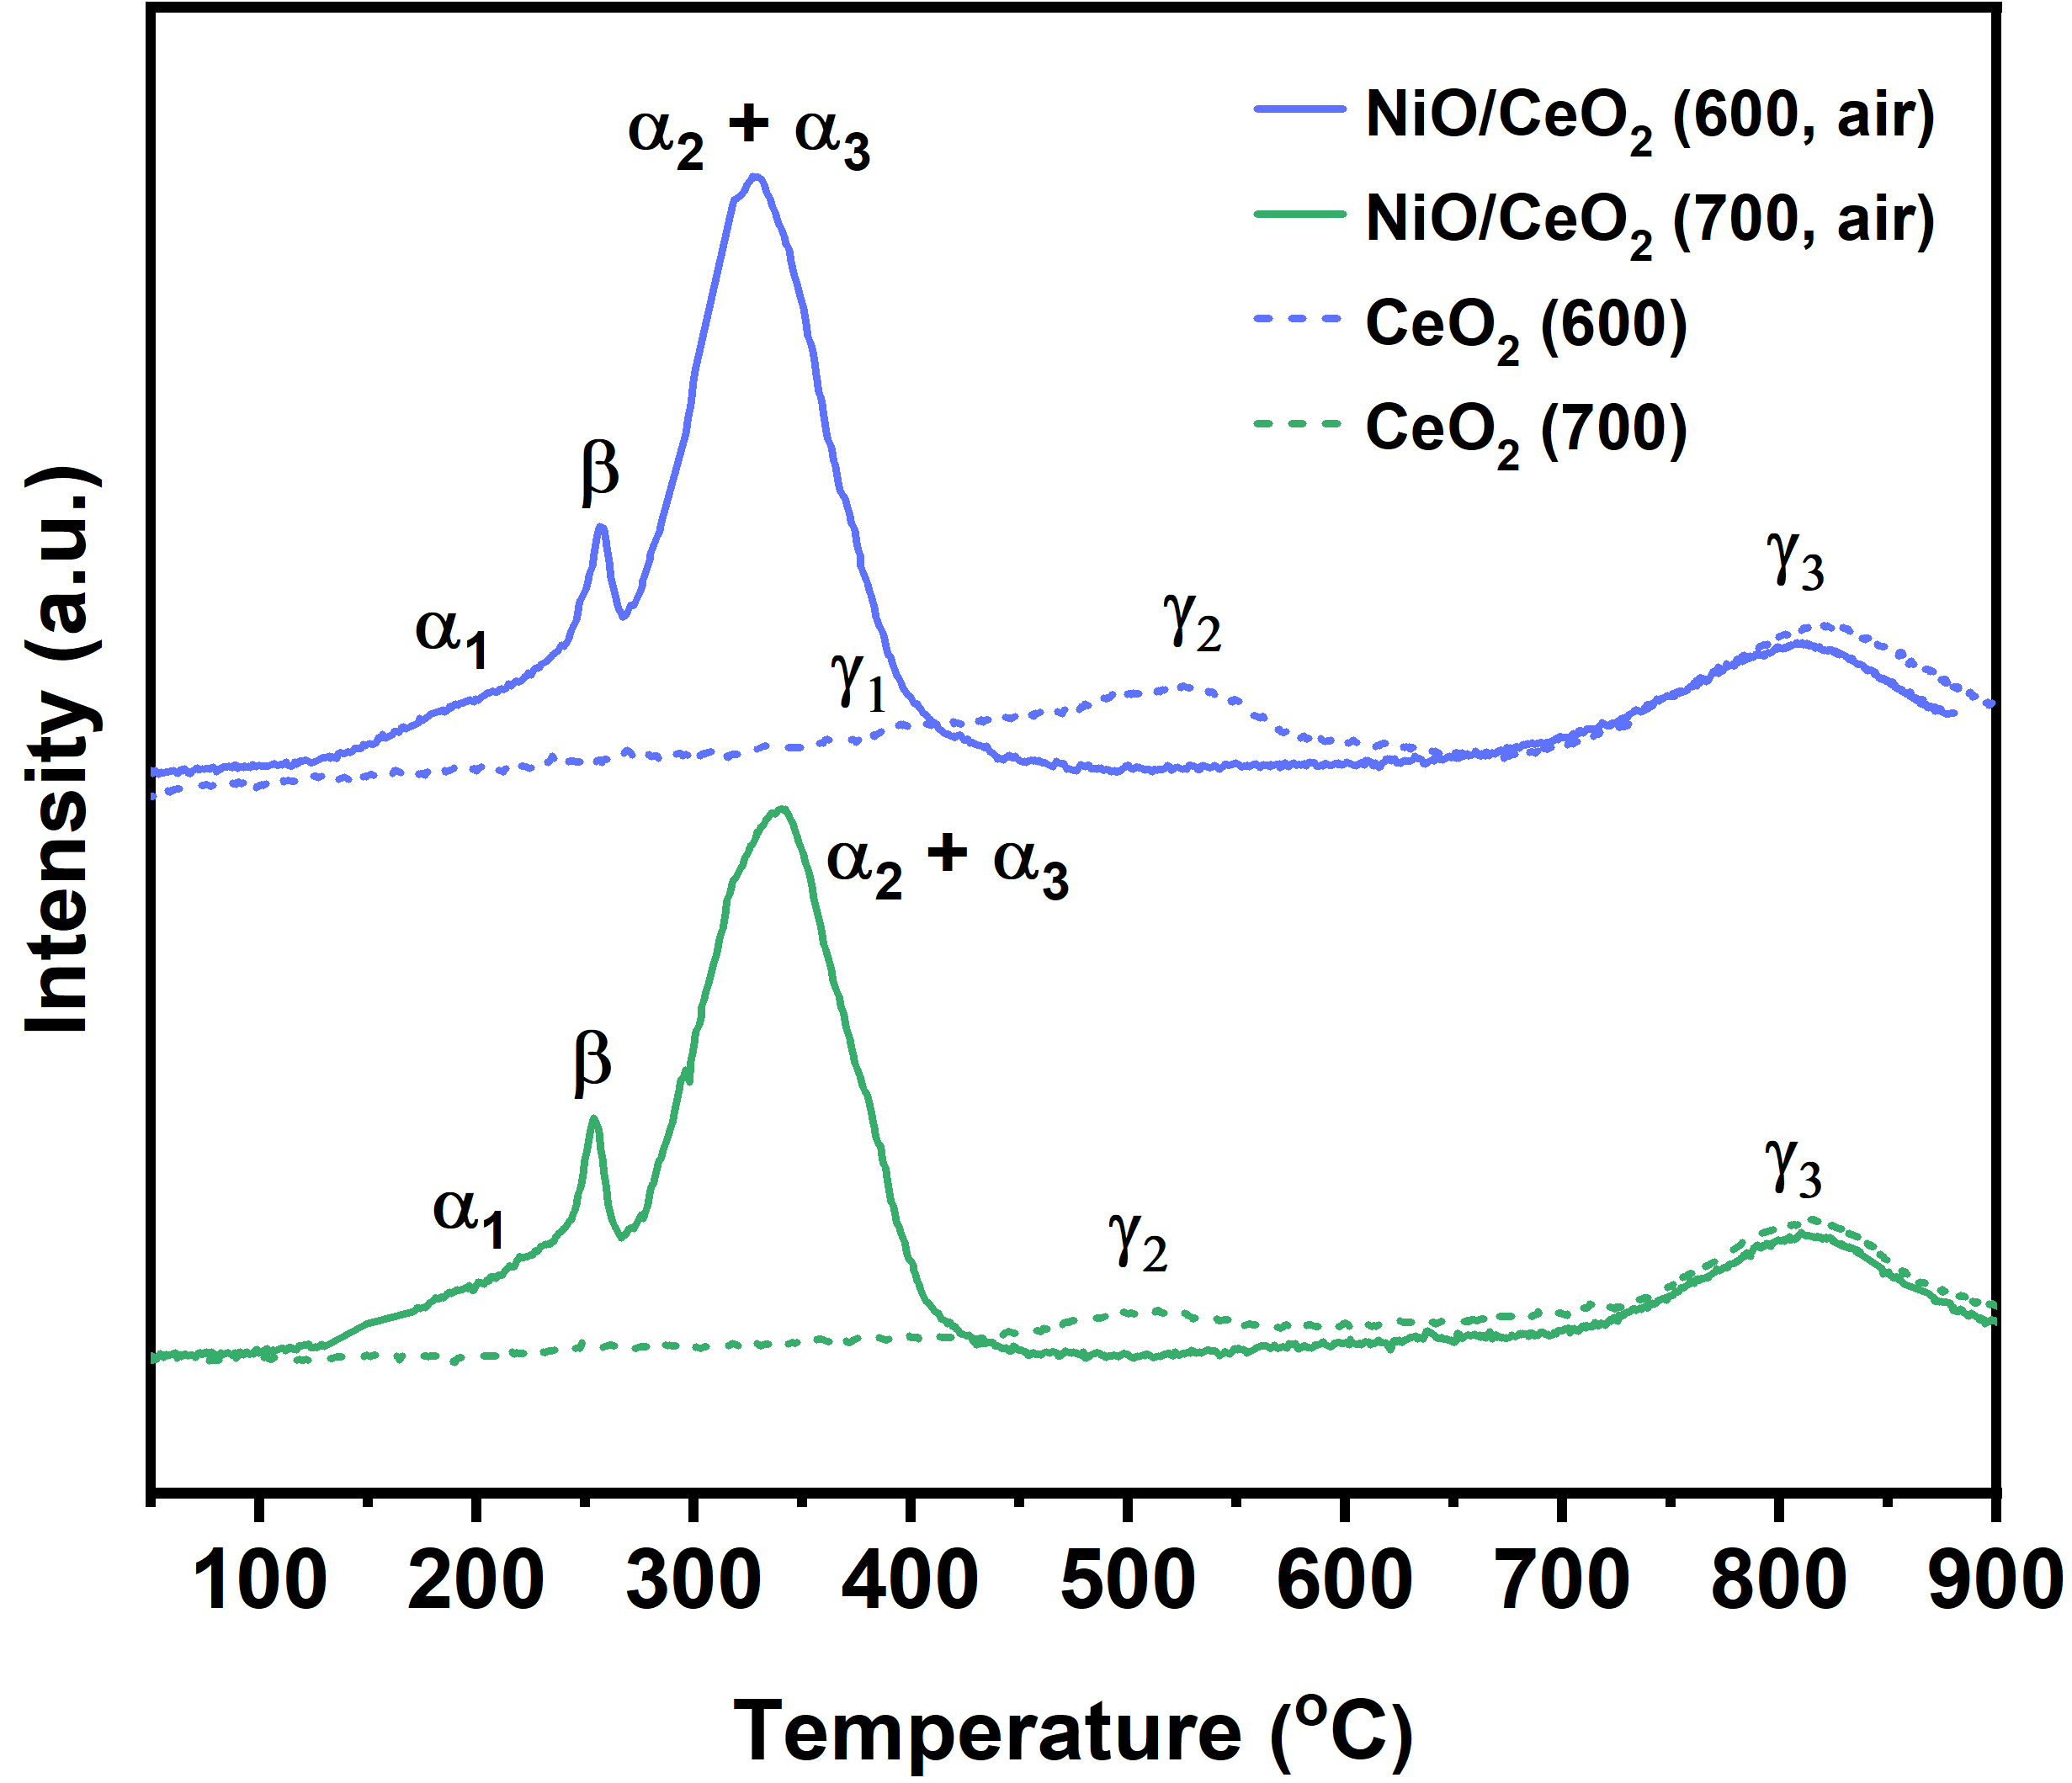 NiO/CeO₂ (600, air)
NiO/CeO₂ (700, air)
CeO₂ (600)
CeO₂ (700)
α₂ + α₃
β
α₁
γ₁
γ₂
γ₃
α₂ + α₃
β
α₁
γ₂
γ₃
Intensity (a.u.)
100 200 300 400 500 600 700 800 900
Temperature (ºC)